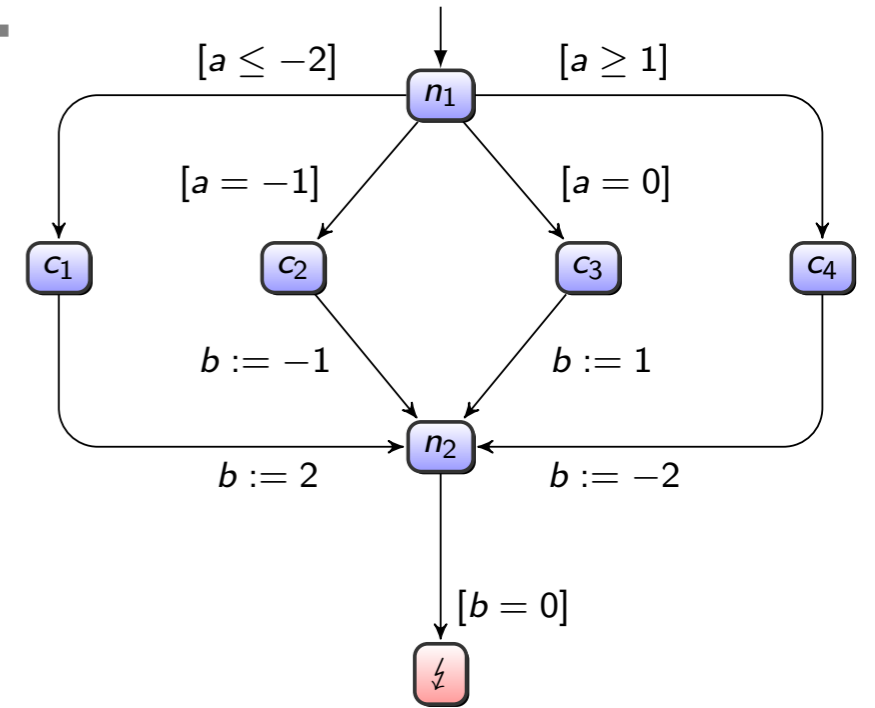 [a ≤ −2]
[a ≥ 1]
n₁
[a = −1]
[a = 0]
c₁
c₂
c₃
c₄
b := −1
b := 1
n₂
b := 2
b := −2
[b = 0]
↯